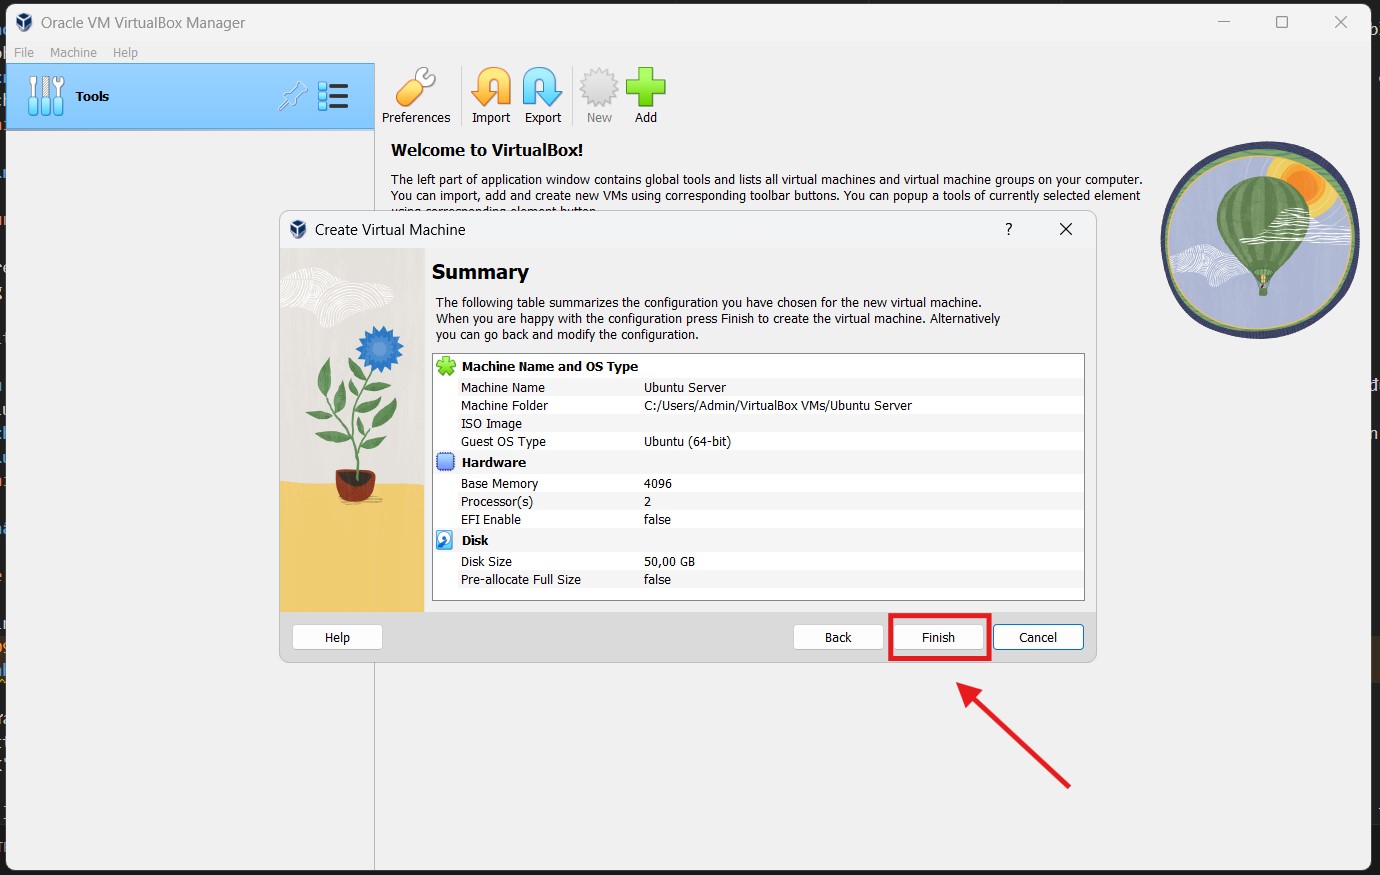 Oracle VM VirtualBox Manager
File Machine Help
Tools
Preferences Import Export New Add
Welcome to VirtualBox!
The left part of application window contains global tools and lists all virtual machines and virtual machine groups on your computer.
You can import, add and create new VMs using corresponding toolbar buttons. You can popup a tools of currently selected element
using corresponding element button.
Create Virtual Machine ?
Summary
The following table summarizes the configuration you have chosen for the new virtual machine.
When you are happy with the configuration press Finish to create the virtual machine. Alternatively
you can go back and modify the configuration.
Machine Name and OS Type
Machine Name Ubuntu Server
Machine Folder C:/Users/Admin/VirtualBox VMs/Ubuntu Server
ISO Image
Guest OS Type Ubuntu (64-bit)
Hardware
Base Memory 4096
Processor(s) 2
EFI Enable false
Disk
Disk Size 50,00 GB
Pre-allocate Full Size false
Help Back Finish Cancel